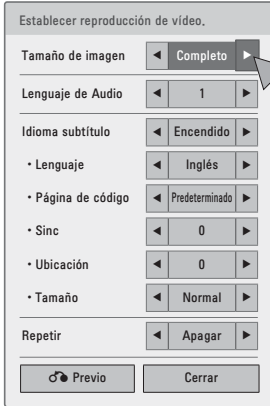 Establecer reproducción de vídeo.
Tamaño de imagen ◀ Completo ▶
Lenguaje de Audio ◀ 1 ▶
Idioma subtítulo ◀ Encendido ▶
• Lenguaje ◀ Inglés ▶
• Página de código ◀ Predeterminado ▶
• Sinc ◀ 0 ▶
• Ubicación ◀ 0 ▶
• Tamaño ◀ Normal ▶
Repetir ◀ Apagar ▶
Previo Cerrar